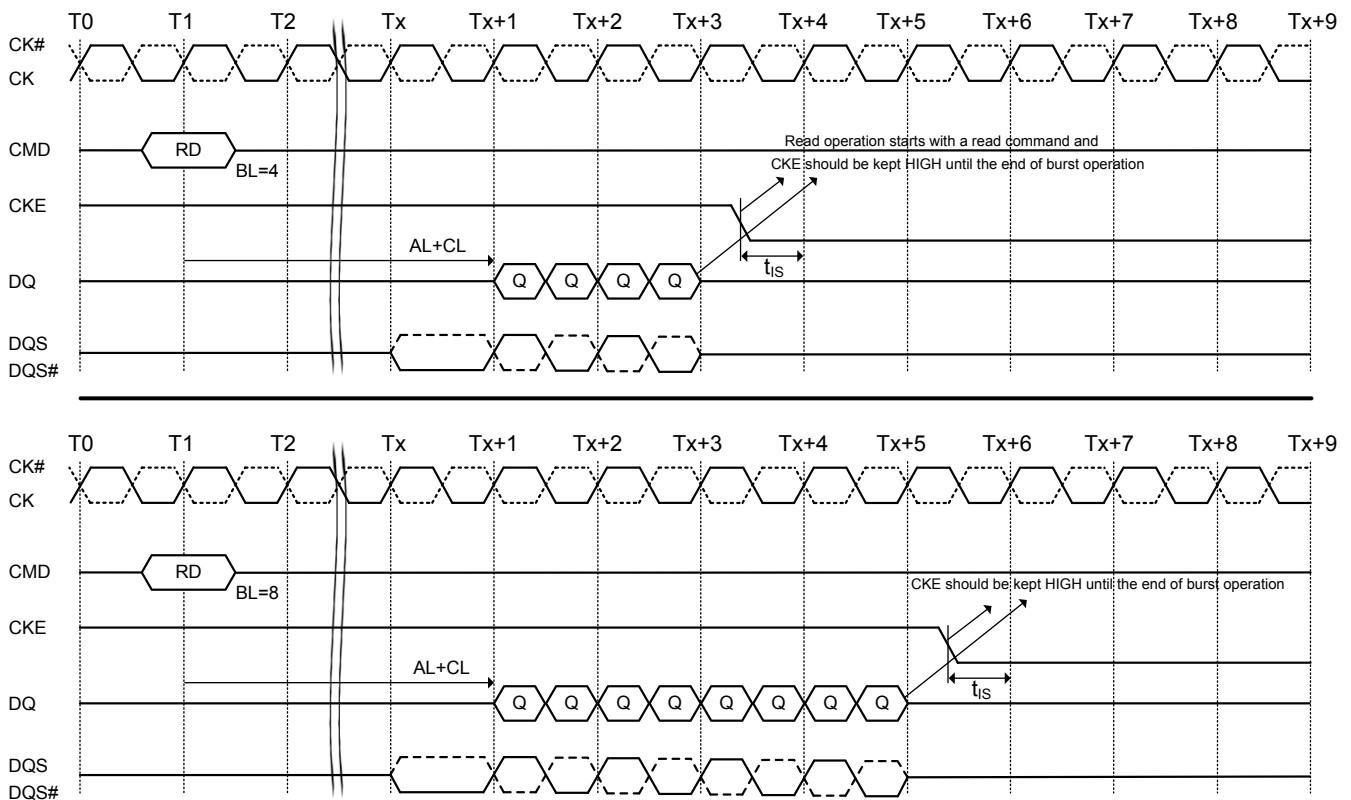 T0 T1 T2 Tx Tx+1 Tx+2 Tx+3 Tx+4 Tx+5 Tx+6 Tx+7 Tx+8 Tx+9
CK#
CK
CMD
RD
BL=4
Read operation starts with a read command and
CKE should be kept HIGH until the end of burst operation
CKE
AL+CL
tIS
DQ
Q Q Q Q
DQS
DQS#
T0 T1 T2 Tx Tx+1 Tx+2 Tx+3 Tx+4 Tx+5 Tx+6 Tx+7 Tx+8 Tx+9
CK#
CK
CMD
RD
BL=8
CKE should be kept HIGH until the end of burst operation
CKE
AL+CL
tIS
DQ
Q Q Q Q Q Q Q Q
DQS
DQS#